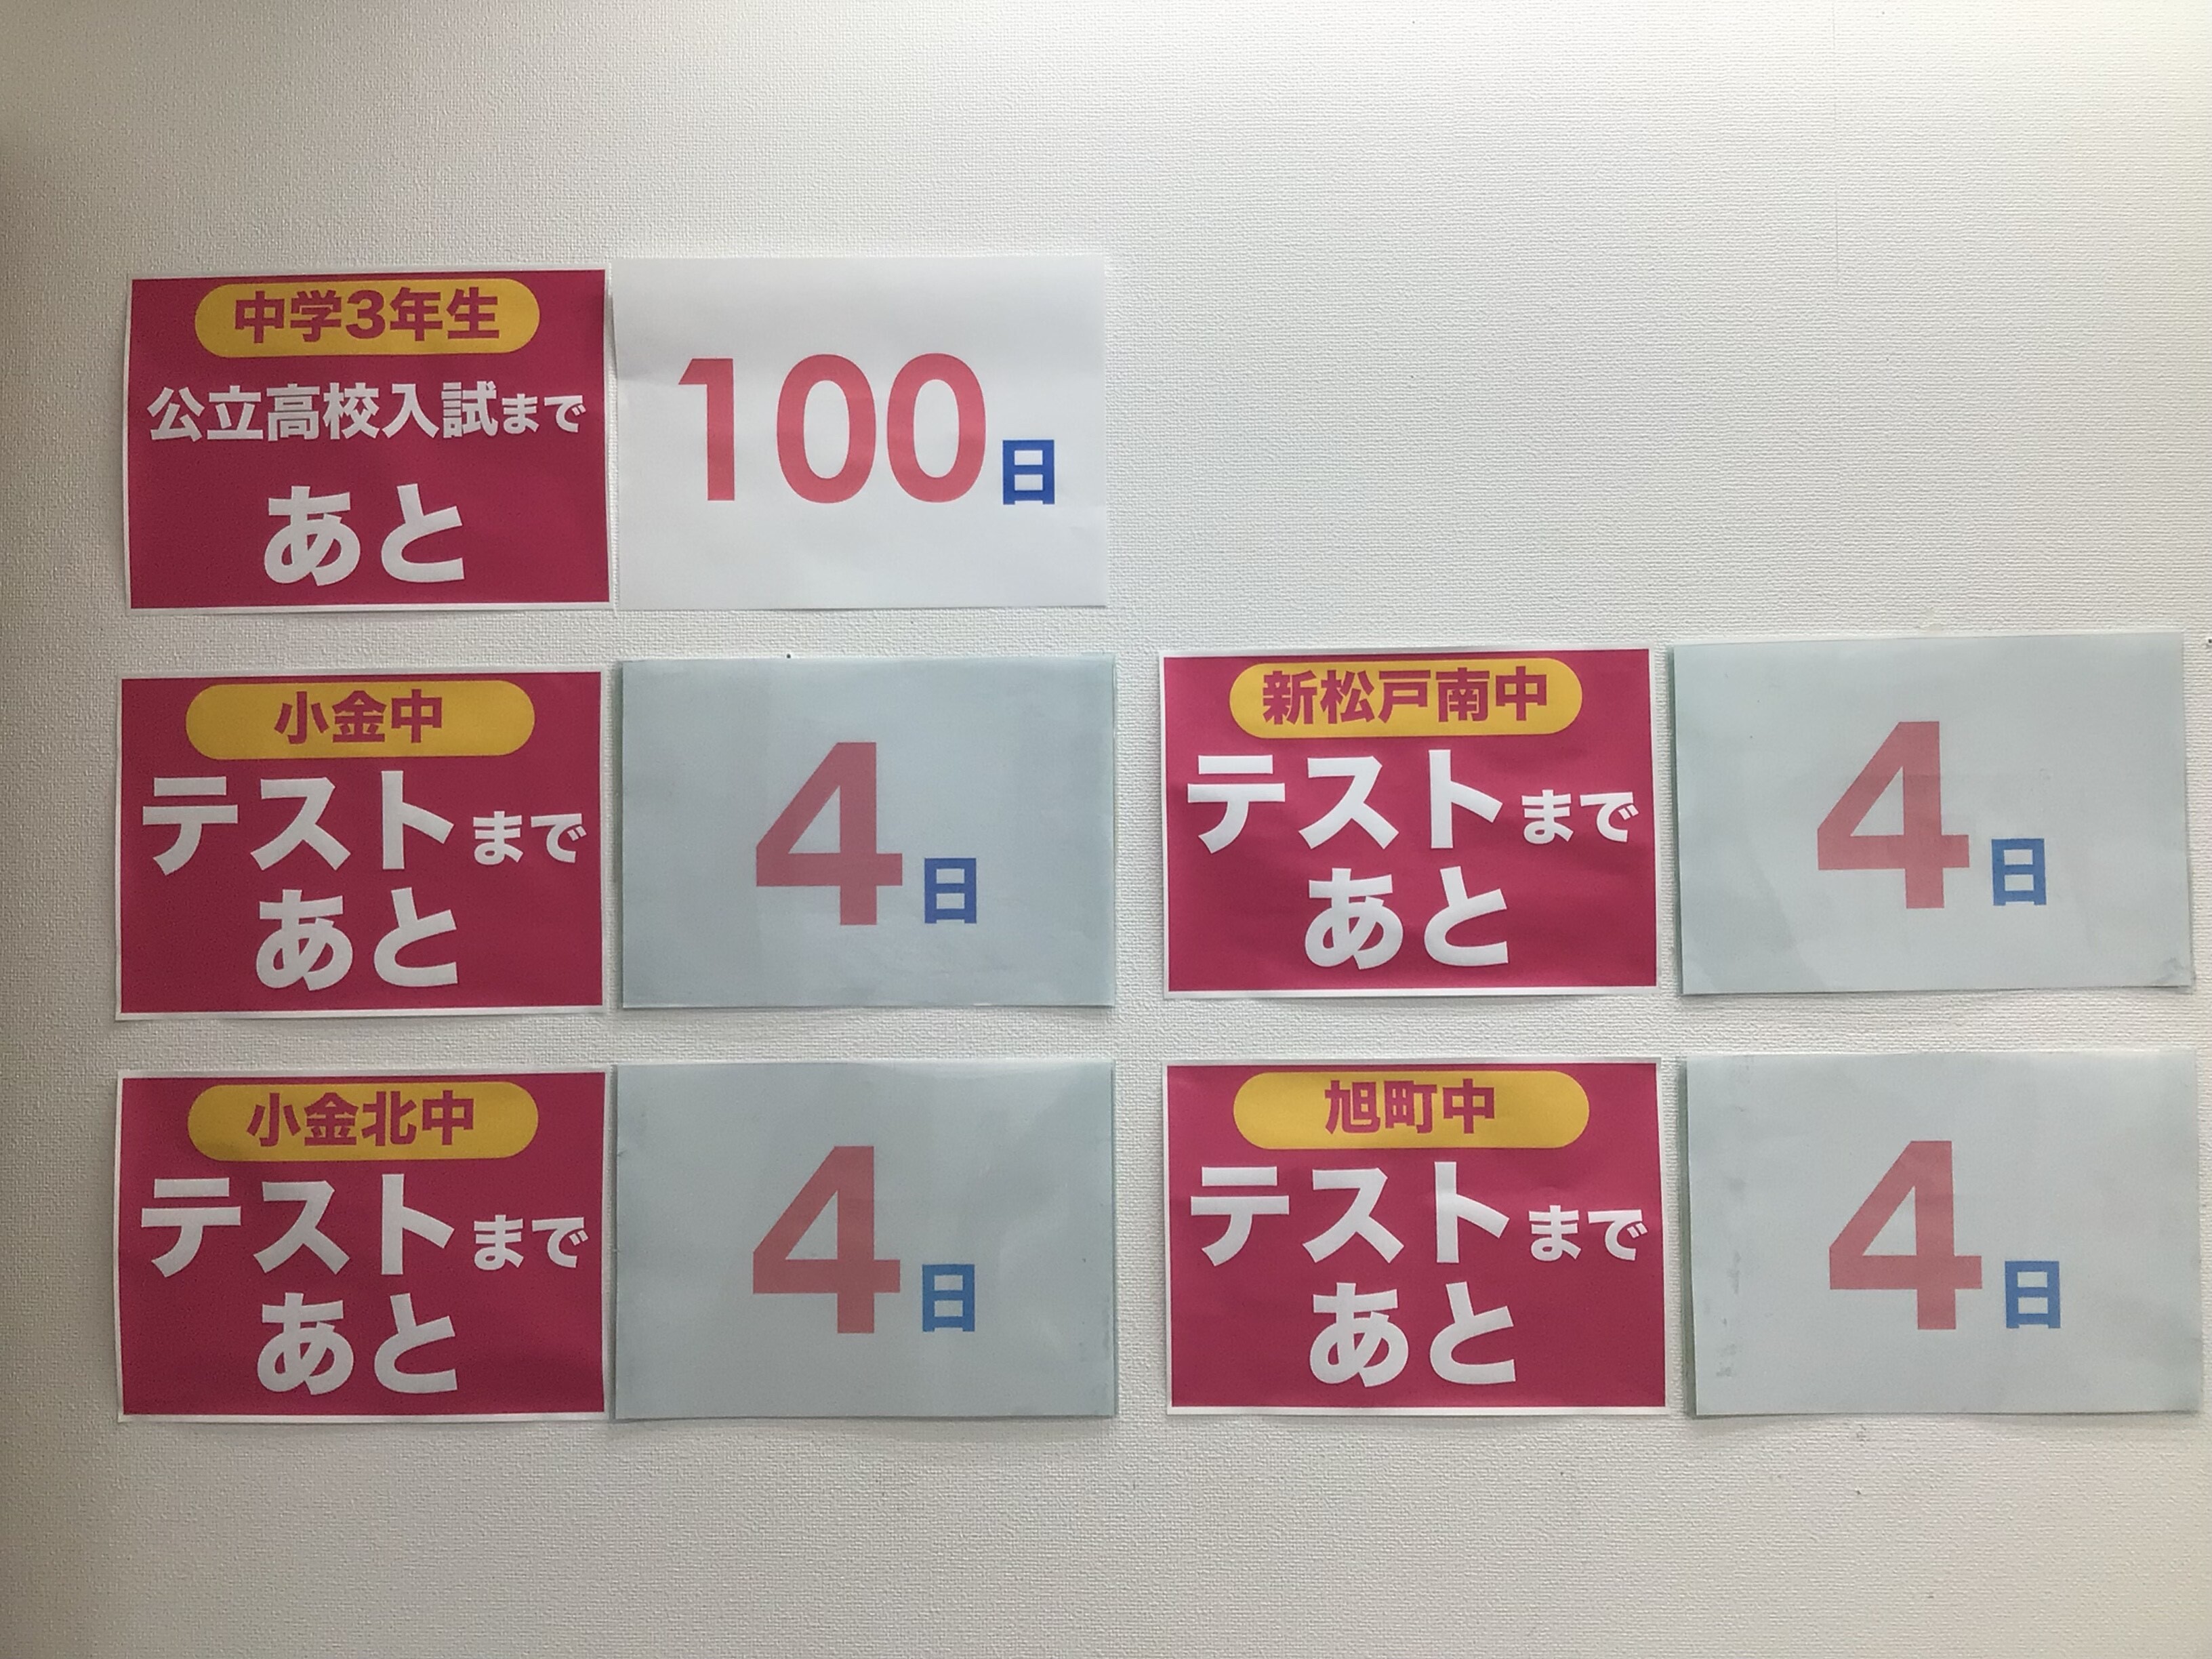 中学3年生
公立高校入試まで
あと
100日
小金中
テストまで
あと
4日
新松戸南中
テストまで
あと
4日
小金北中
テストまで
あと
4日
旭町中
テストまで
あと
4日